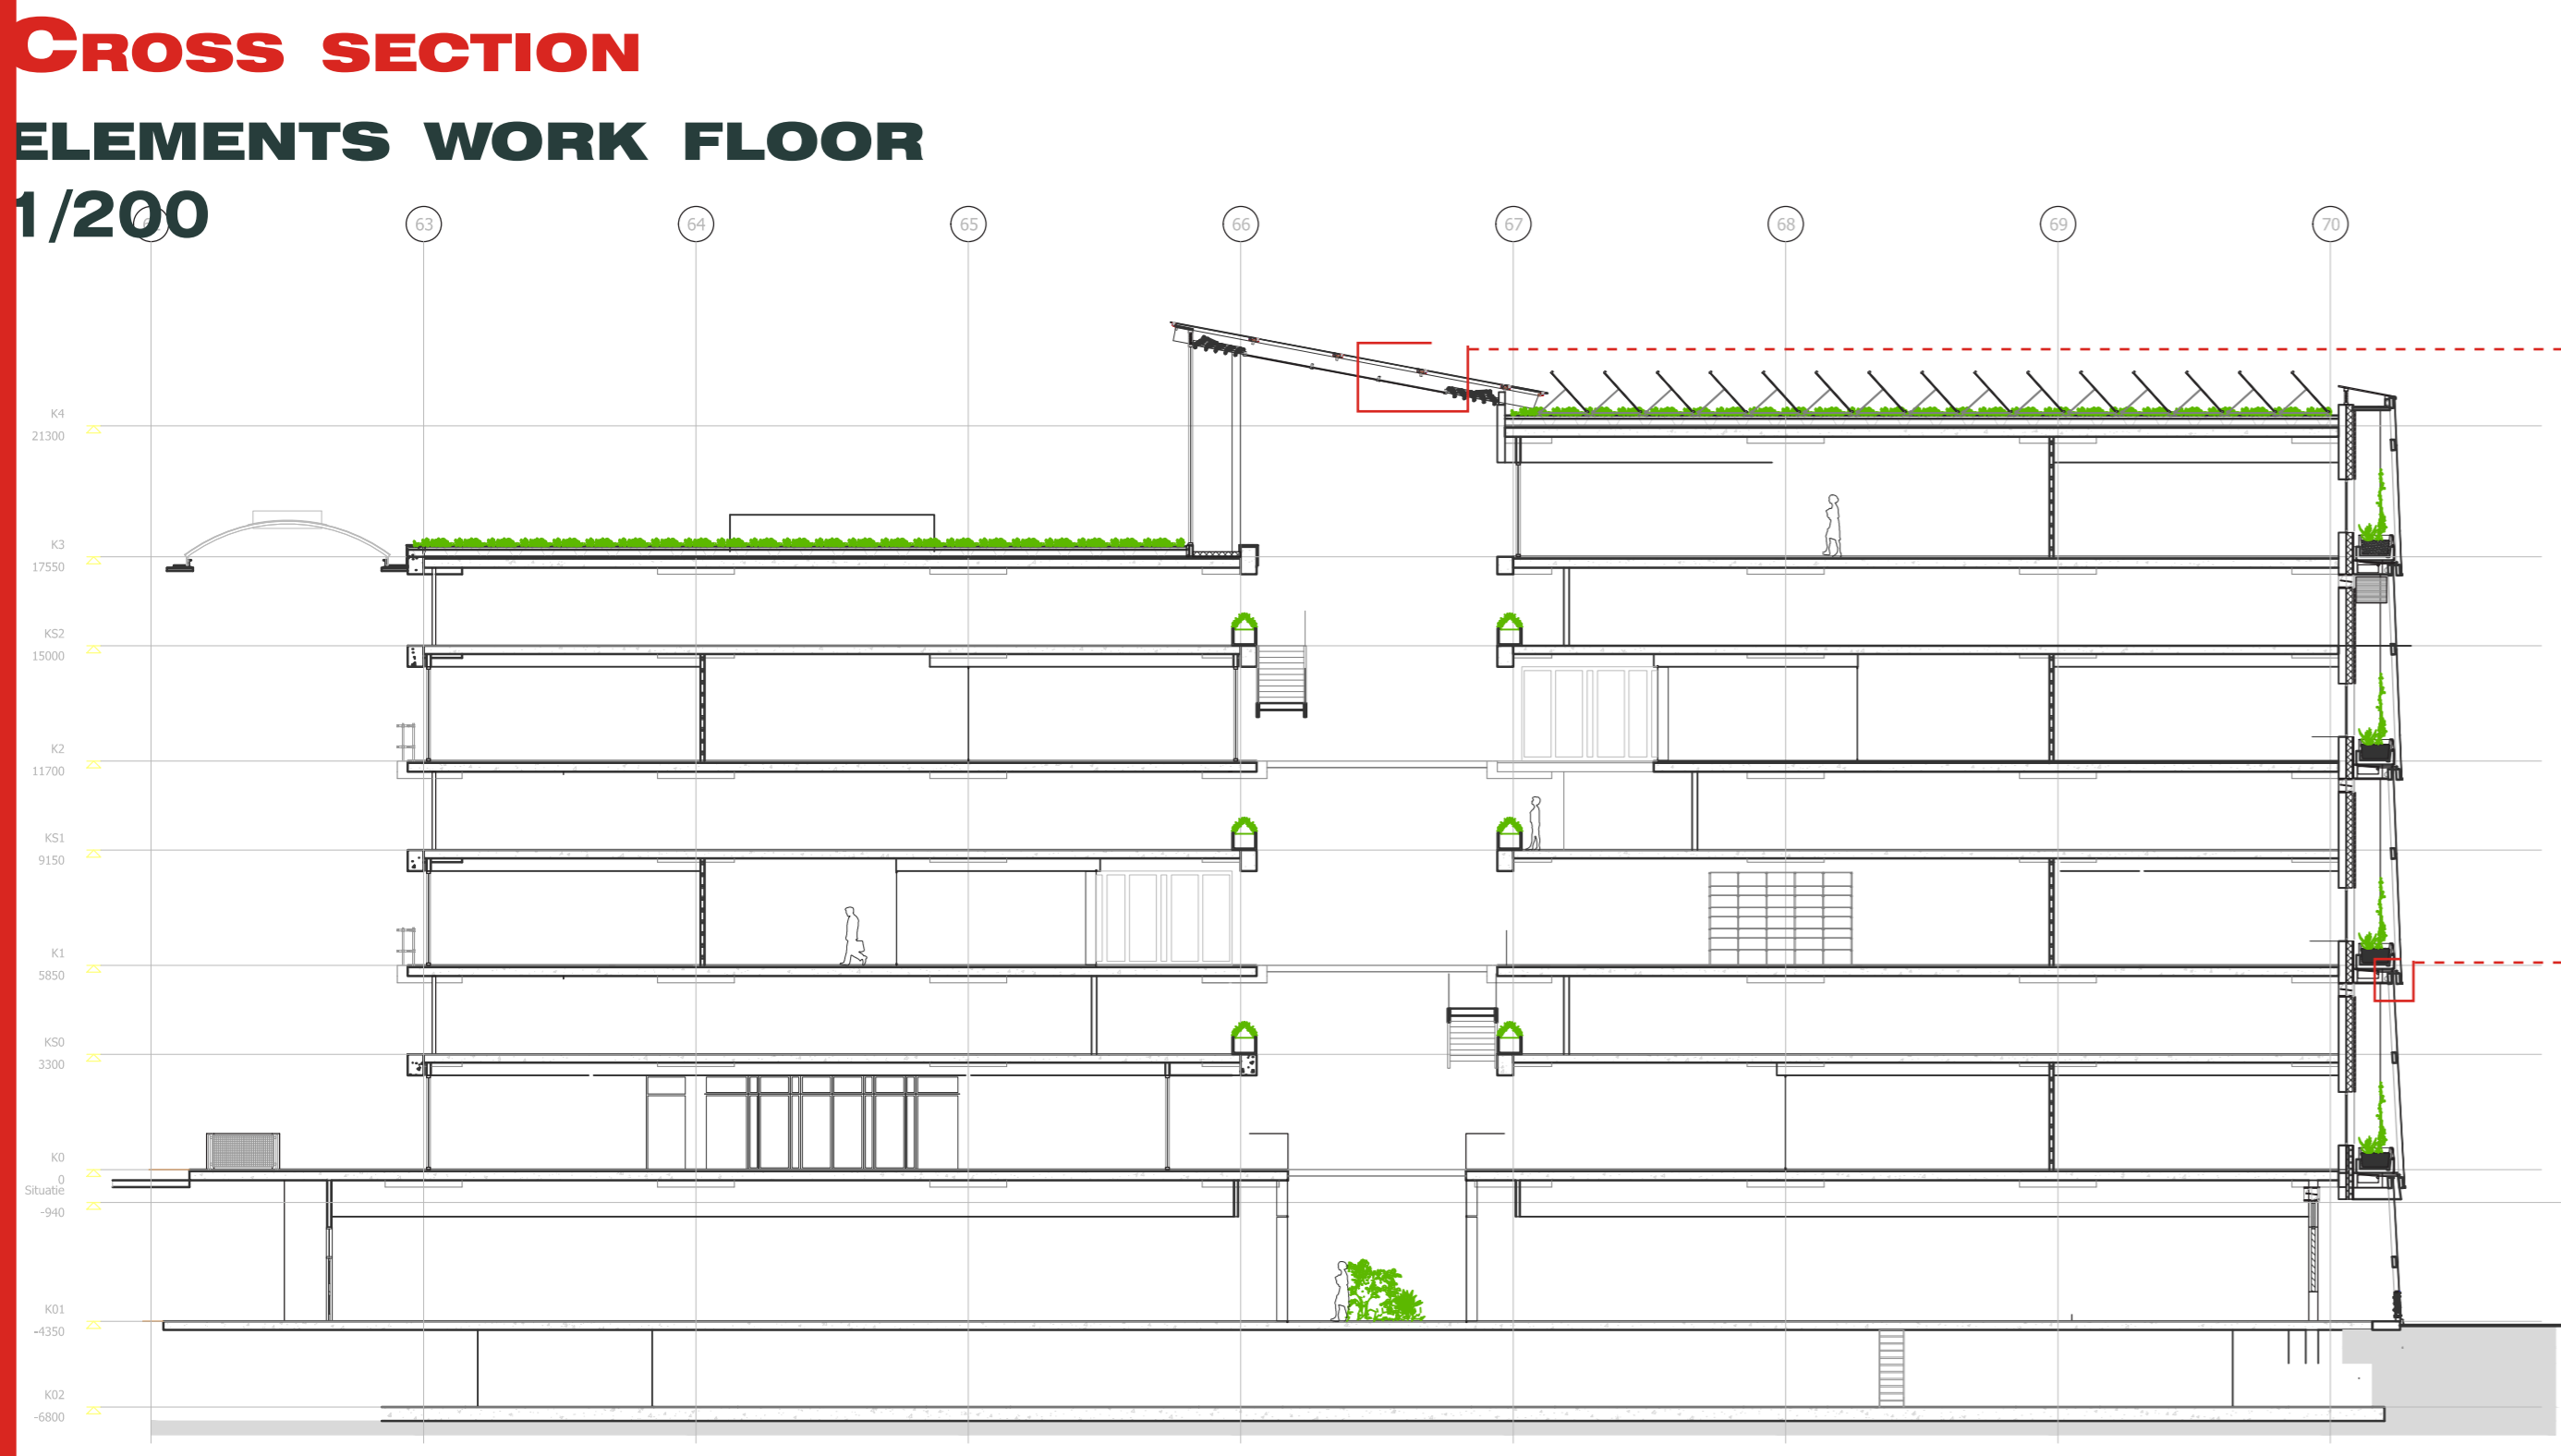 CROSS SECTION
ELEMENTS WORK FLOOR
1/200
63 64 65 66 67 68 69 70
K4
21300
K3
17550
KS2
15000
K2
11700
KS1
9150
K1
5850
KS0
3300
K0
0
Situatie
-940
K01
-4350
K02
-6800